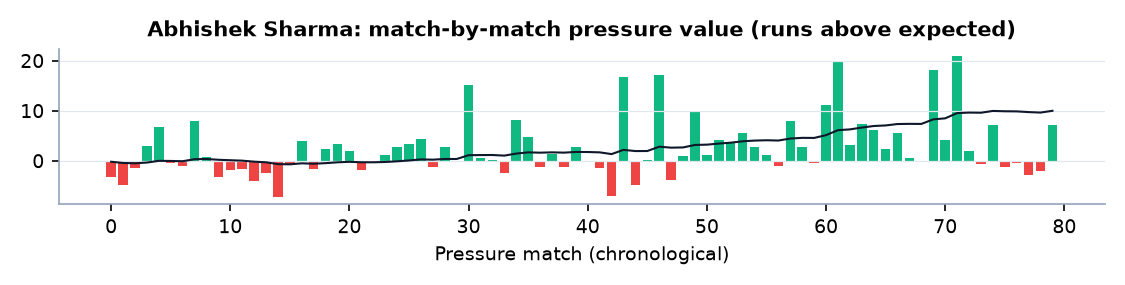 Abhishek Sharma: match-by-match pressure value (runs above expected)
20
10
0
0 10 20 30 40 50 60 70 80
Pressure match (chronological)